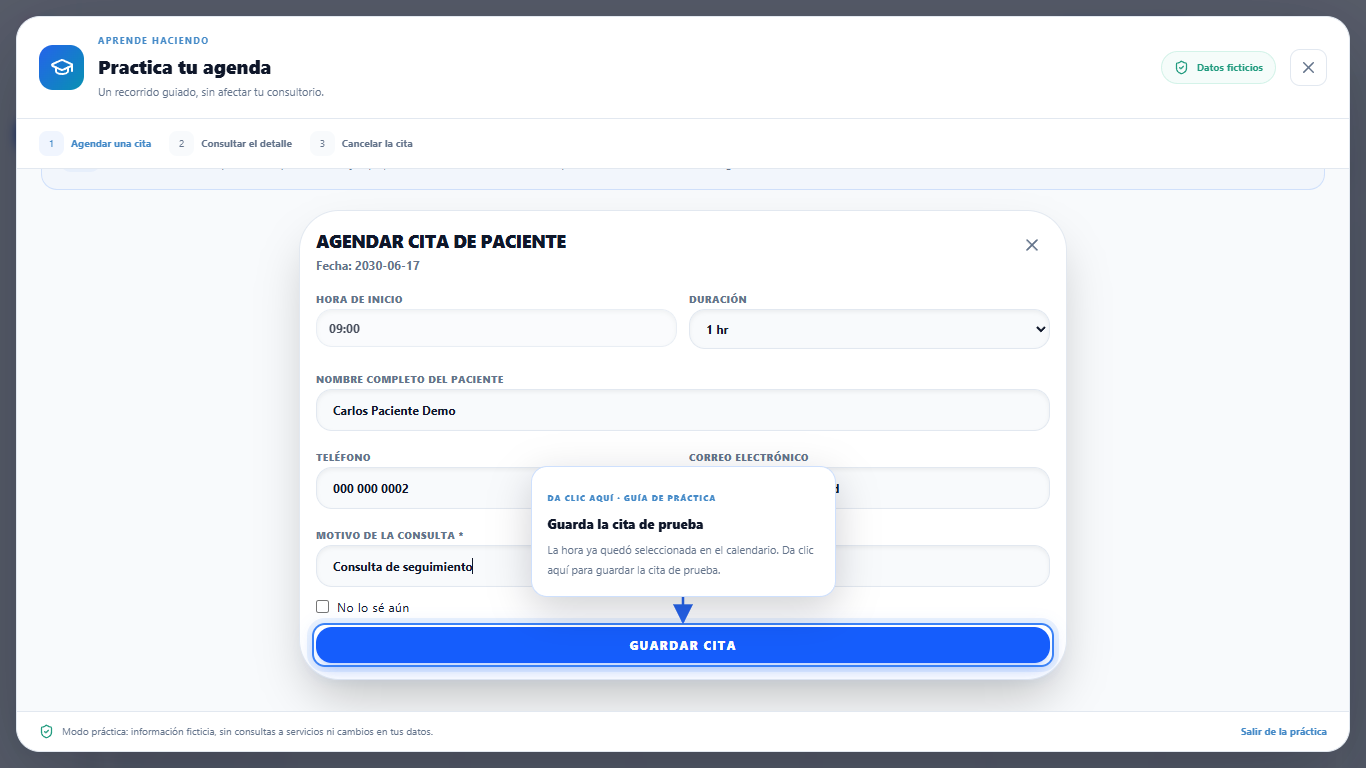 APRENDE HACIENDO
Practica tu agenda
Un recorrido guiado, sin afectar tu consultorio.
Datos ficticios
1 Agendar una cita 2 Consultar el detalle 3 Cancelar la cita
AGENDAR CITA DE PACIENTE
Fecha: 2030-06-17
HORA DE INICIO DURACIÓN
09:00 1 hr
NOMBRE COMPLETO DEL PACIENTE
Carlos Paciente Demo
TELÉFONO CORREO ELECTRÓNICO
000 000 0002
DA CLIC AQUÍ · GUÍA DE PRÁCTICA
Guarda la cita de prueba
La hora ya quedó seleccionada en el calendario. Da clic
aquí para guardar la cita de prueba.
MOTIVO DE LA CONSULTA *
Consulta de seguimiento
No lo sé aún
GUARDAR CITA
Modo práctica: información ficticia, sin consultas a servicios ni cambios en tus datos.
Salir de la práctica